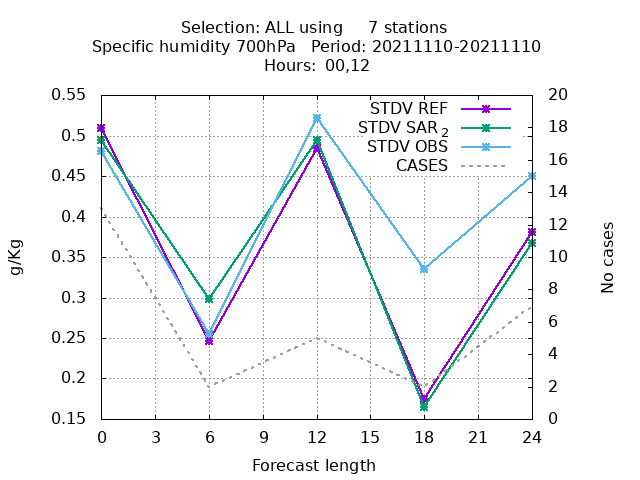 Selection: ALL using 7 stations
Specific humidity 700hPa Period: 20211110-20211110
Hours: 00,12
STDV REF
STDV SAR 2
STDV OBS
CASES
g/Kg
0.55
0.5
0.45
0.4
0.35
0.3
0.25
0.2
0.15
20
18
16
14
12
10
8
6
4
2
0
No cases
0 3 6 9 12 15 18 21 24
Forecast length